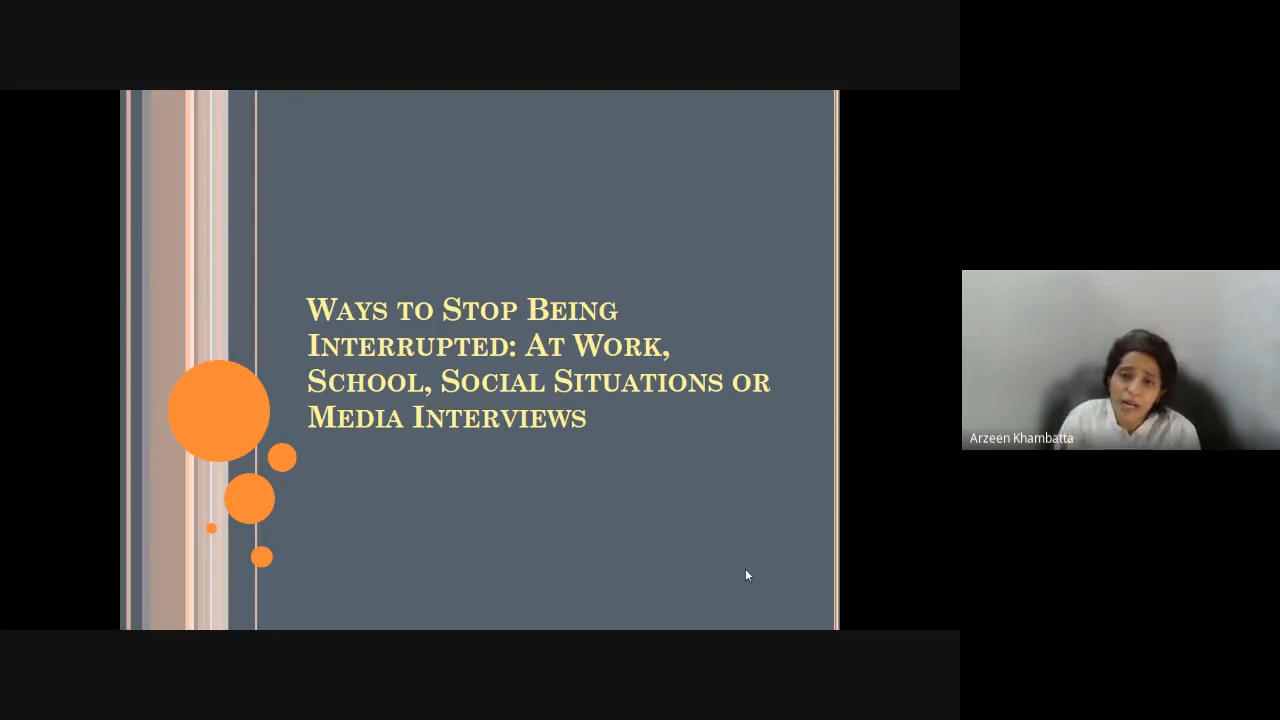 Ways to Stop Being
Interrupted: At Work,
School, Social Situations or
Media Interviews
Arzeen Khambatta